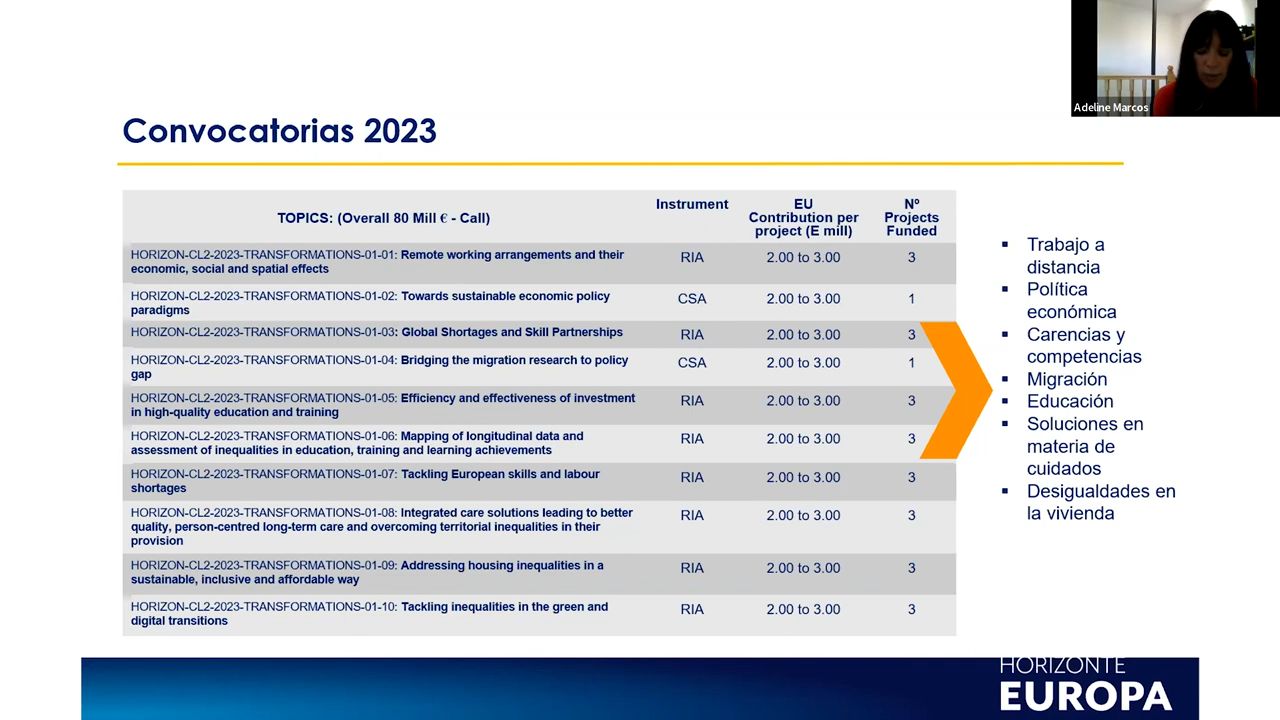 Adeline Marcos
Convocatorias 2023
TOPICS: (Overall 80 Mill € - Call)
Instrument
EU
Contribution per
project (E mill)
Nº
Projects
Funded
HORIZON-CL2-2023-TRANSFORMATIONS-01-01: Remote working arrangements and their
economic, social and spatial effects
RIA
2.00 to 3.00
3
HORIZON-CL2-2023-TRANSFORMATIONS-01-02: Towards sustainable economic policy
paradigms
CSA
2.00 to 3.00
1
HORIZON-CL2-2023-TRANSFORMATIONS-01-03: Global Shortages and Skill Partnerships
RIA
2.00 to 3.00
3
HORIZON-CL2-2023-TRANSFORMATIONS-01-04: Bridging the migration research to policy
gap
CSA
2.00 to 3.00
1
HORIZON-CL2-2023-TRANSFORMATIONS-01-05: Efficiency and effectiveness of investment
in high-quality education and training
RIA
2.00 to 3.00
3
HORIZON-CL2-2023-TRANSFORMATIONS-01-06: Mapping of longitudinal data and
assessment of inequalities in education, training and learning achievements
RIA
2.00 to 3.00
3
HORIZON-CL2-2023-TRANSFORMATIONS-01-07: Tackling European skills and labour
shortages
RIA
2.00 to 3.00
3
HORIZON-CL2-2023-TRANSFORMATIONS-01-08: Integrated care solutions leading to better
quality, person-centred long-term care and overcoming territorial inequalities in their
provision
RIA
2.00 to 3.00
3
HORIZON-CL2-2023-TRANSFORMATIONS-01-09: Addressing housing inequalities in a
sustainable, inclusive and affordable way
RIA
2.00 to 3.00
3
HORIZON-CL2-2023-TRANSFORMATIONS-01-10: Tackling inequalities in the green and
digital transitions
RIA
2.00 to 3.00
3
▪ Trabajo a
distancia
▪ Política
económica
▪ Carencias y
competencias
▪ Migración
▪ Educación
▪ Soluciones en
materia de
cuidados
▪ Desigualdades en
la vivienda
HORIZONTE
EUROPA